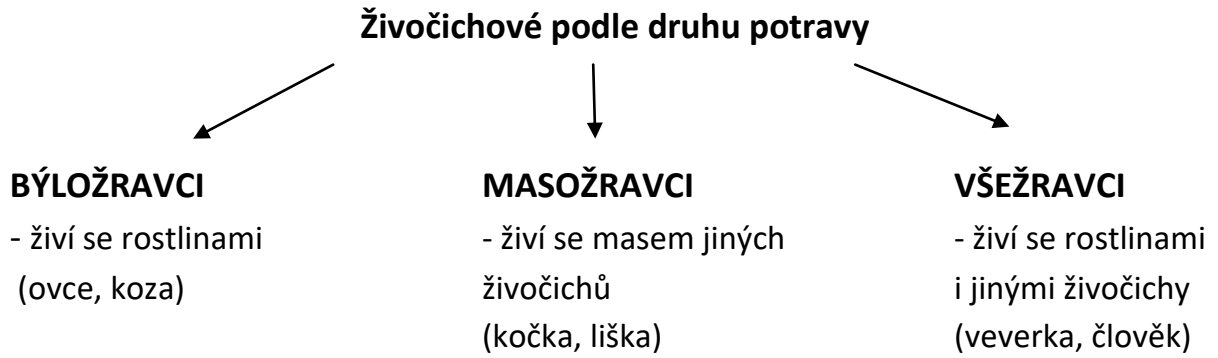 Živočichové podle druhu potravy
BÝLOŽRAVCI
- živí se rostlinami
(ovce, koza)
MASOŽRAVCI
- živí se masem jiných
živočichů
(kočka, liška)
VŠEŽRAVCI
- živí se rostlinami
i jinými živočichy
(veverka, člověk)